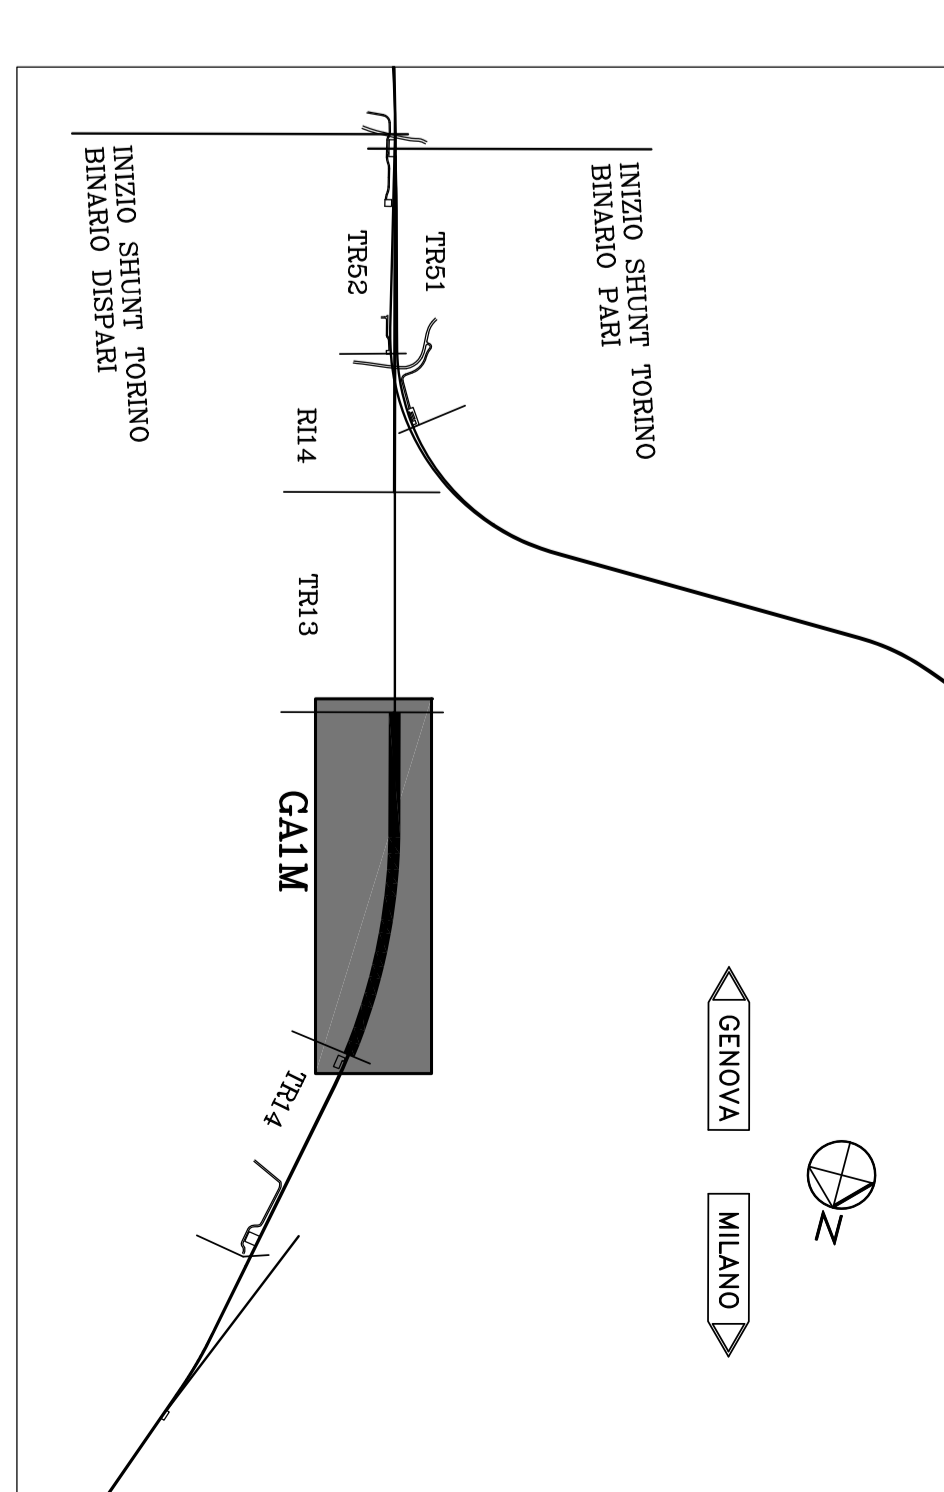 INIZIO SHUNT TORINO
BINARIO PARI
INIZIO SHUNT TORINO
BINARIO DISPARI
TR51
TR52
RI14
TR13
GA1M
TR14
GENOVA
MILANO
N